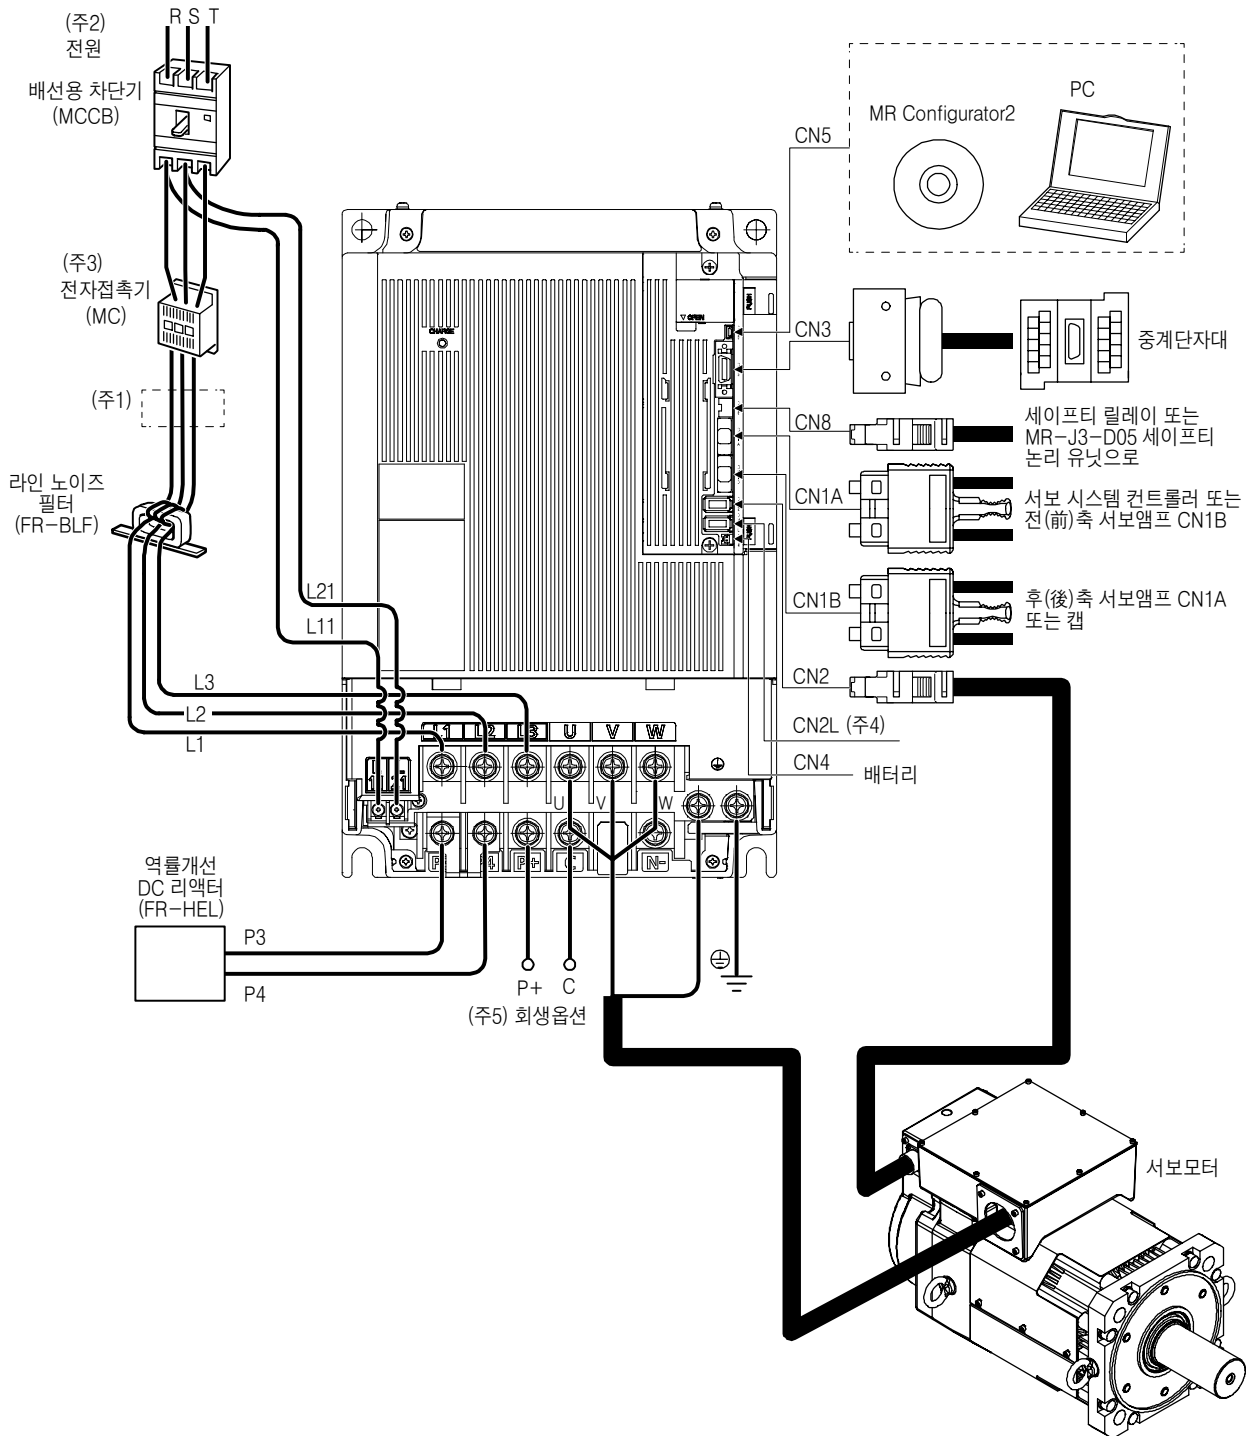 (주2)
전원
R S T
배선용 차단기
(MCCB)
(주3)
전자접촉기
(MC)
(주1)
라인 노이즈
필터
(FR-BLF)
L21
L11
L3
L2
L1
CHARGE
▽ OPEN
PUSH
PUSH
L1 L2 L3 U V W
U V W
P+ C N-
역률개선
DC 리액터
(FR-HEL)
P3
P4
P+ C
(주5) 회생옵션
CN5
MR Configurator2
PC
CN3
중계단자대
CN8
세이프티 릴레이 또는
MR-J3-D05 세이프티
논리 유닛으로
CN1A
서보 시스템 컨트롤러 또는
전(前)축 서보앰프 CN1B
CN1B
후(後)축 서보앰프 CN1A
또는 캡
CN2
CN2L (주4)
CN4
배터리
서보모터